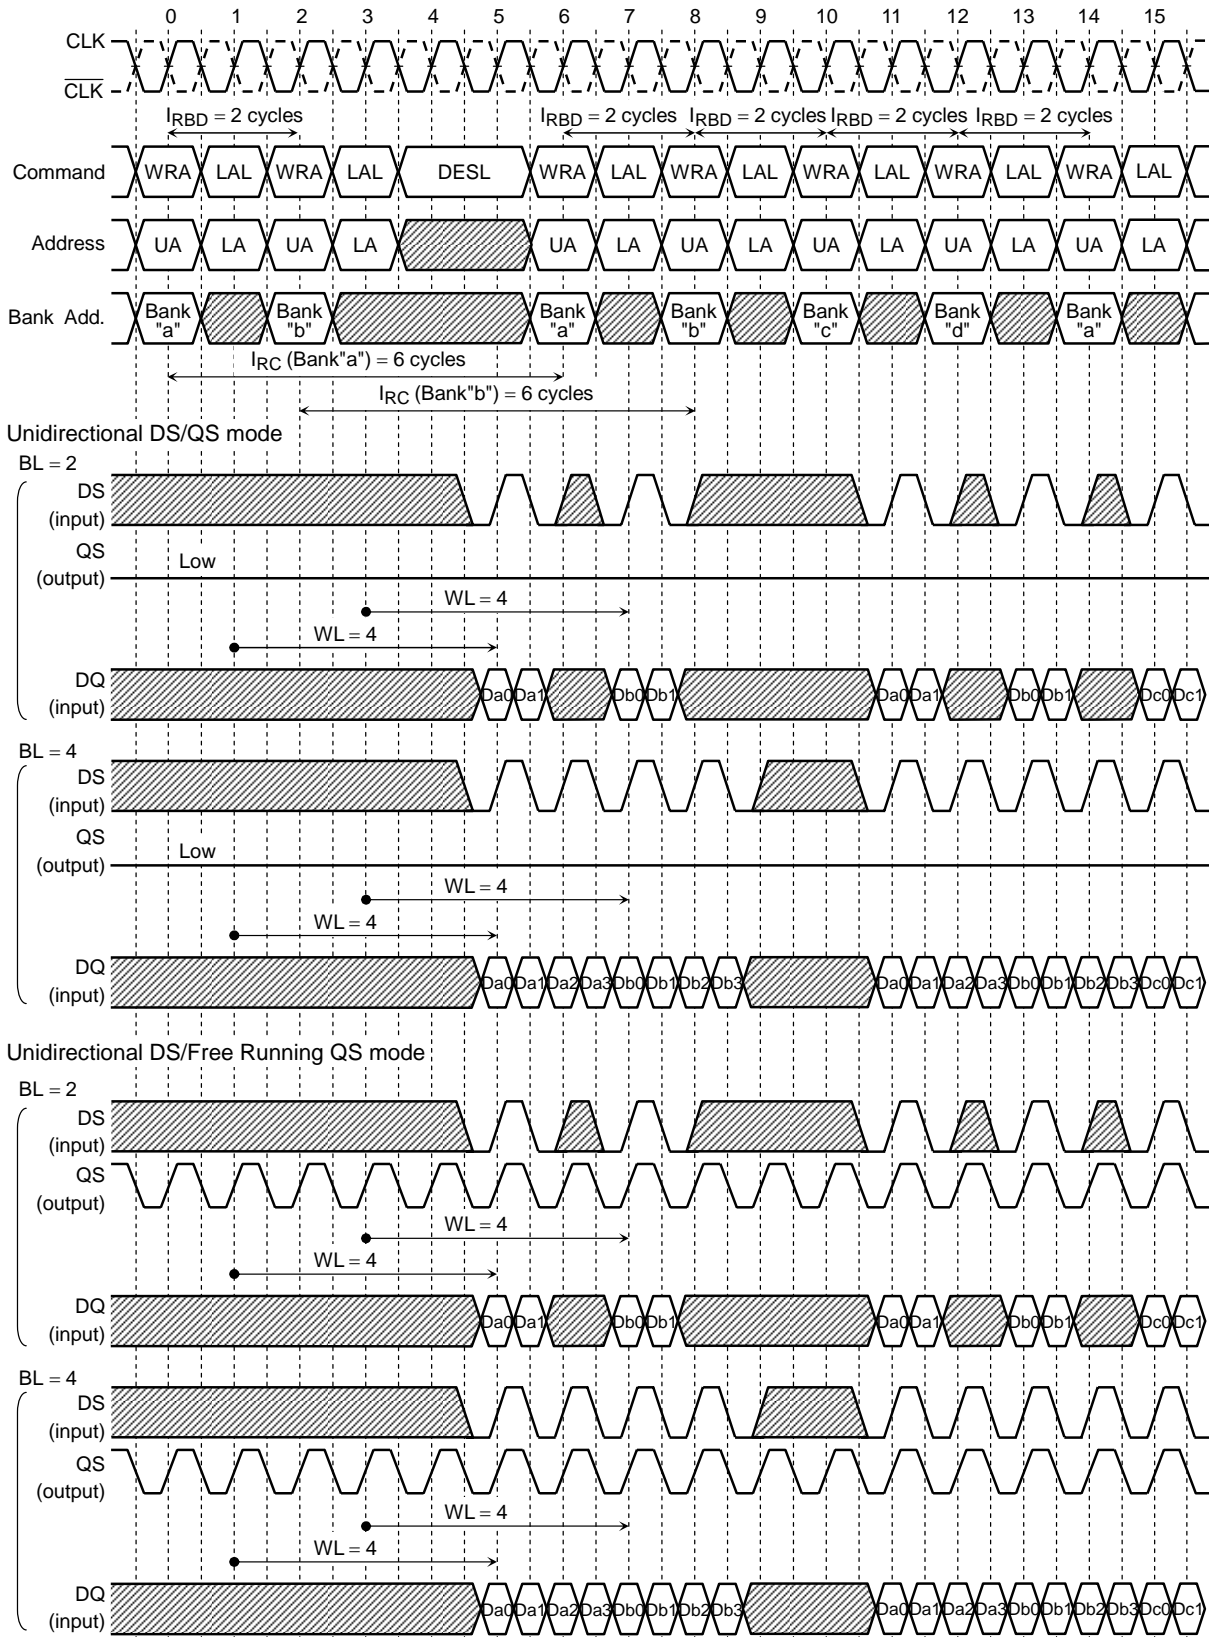 0 1 2 3 4 5 6 7 8 9 10 11 12 13 14 15
CLK
CLK
IRBD = 2 cycles IRBD = 2 cycles IRBD = 2 cycles IRBD = 2 cycles IRBD = 2 cycles
Command WRA LAL WRA LAL DESL WRA LAL WRA LAL WRA LAL WRA LAL WRA LAL
Address UA LA UA LA UA LA UA LA UA LA UA LA UA LA
Bank Add. Bank "a" Bank "b" Bank "a" Bank "b" Bank "c" Bank "d" Bank "a"
IRC (Bank"a") = 6 cycles
IRC (Bank"b") = 6 cycles
Unidirectional DS/QS mode
BL = 2
DS
(input)
QS
(output) Low
WL = 4
WL = 4
DQ
(input) Da0 Da1 Db0 Db1 Da0 Da1 Db0 Db1 Dc0 Dc1
BL = 4
DS
(input)
QS
(output) Low
WL = 4
WL = 4
DQ
(input) Da0 Da1 Da2 Da3 Db0 Db1 Db2 Db3 Da0 Da1 Da2 Da3 Db0 Db1 Db2 Db3 Dc0 Dc1
Unidirectional DS/Free Running QS mode
BL = 2
DS
(input)
QS
(output)
WL = 4
WL = 4
DQ
(input) Da0 Da1 Db0 Db1 Da0 Da1 Db0 Db1 Dc0 Dc1
BL = 4
DS
(input)
QS
(output)
WL = 4
WL = 4
DQ
(input) Da0 Da1 Da2 Da3 Db0 Db1 Db2 Db3 Da0 Da1 Da2 Da3 Db0 Db1 Db2 Db3 Dc0 Dc1